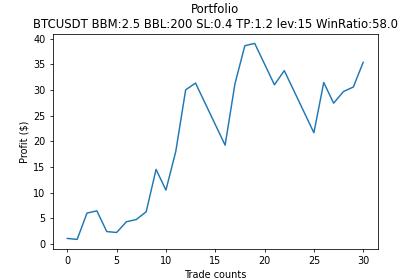 Portfolio
BTCUSDT BBM:2.5 BBL:200 SL:0.4 TP:1.2 lev:15 WinRatio:58.0
40
35
30
25
20
15
10
5
0
Profit ($)
0 5 10 15 20 25 30
Trade counts